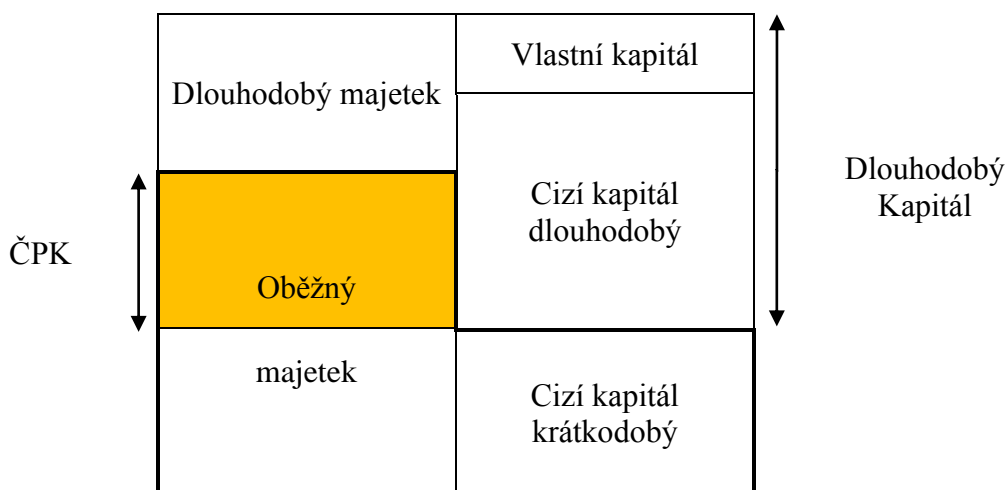 Vlastní kapitál
Dlouhodobý majetek
Cizí kapitál
dlouhodobý
Dlouhodobý
Kapitál
ČPK
Oběžný
majetek
Cizí kapitál
krátkodobý